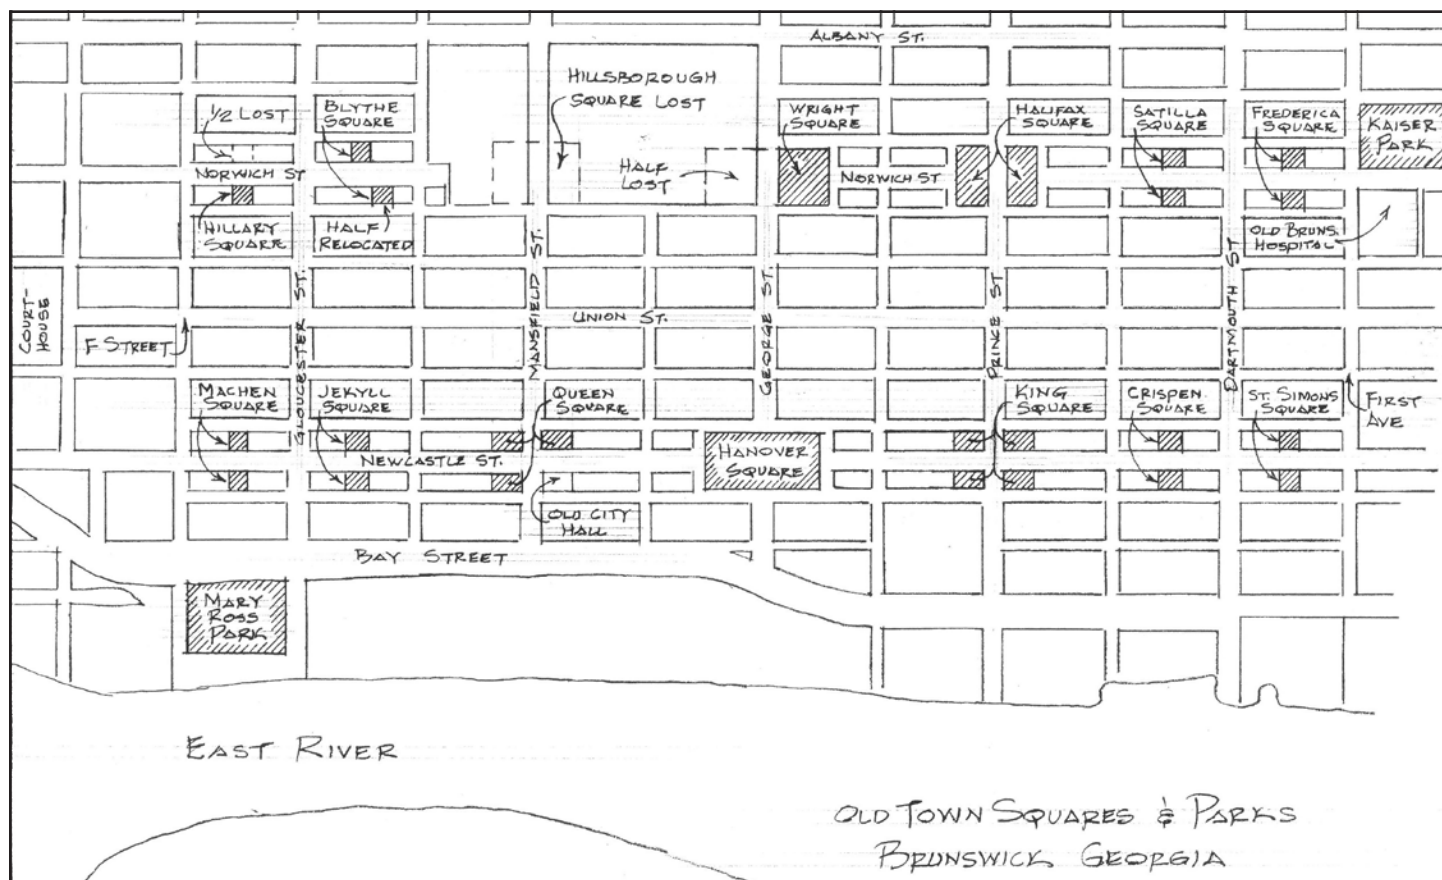 ALBANY ST.
HILLSBOROUGH
SQUARE LOST
1/2 LOST
BLYTHE
SQUARE
WRIGHT
SQUARE
HALIFAX
SQUARE
SATILLA
SQUARE
FREDERICA
SQUARE
KAISER
PARK
NORWICH ST
HALF
LOST
NORWICH ST
HILLARY
SQUARE
HALF
RELOCATED
OLD BRUNS.
HOSPITAL
COURT-
HOUSE
F STREET
GLOUCESTER ST.
MANSFIELD ST.
UNION ST.
GEORGE ST.
PRINCE ST
DARTMOUTH ST
MACHEN
SQUARE
JEKYLL
SQUARE
QUEEN
SQUARE
KING
SQUARE
CRISPEN
SQUARE
ST. SIMONS
SQUARE
FIRST
AVE
NEWCASTLE ST.
HANOVER
SQUARE
OLD CITY
HALL
BAY STREET
MARY
ROSS
PARK
EAST RIVER
OLD TOWN SQUARES & PARKS
BRUNSWICK GEORGIA